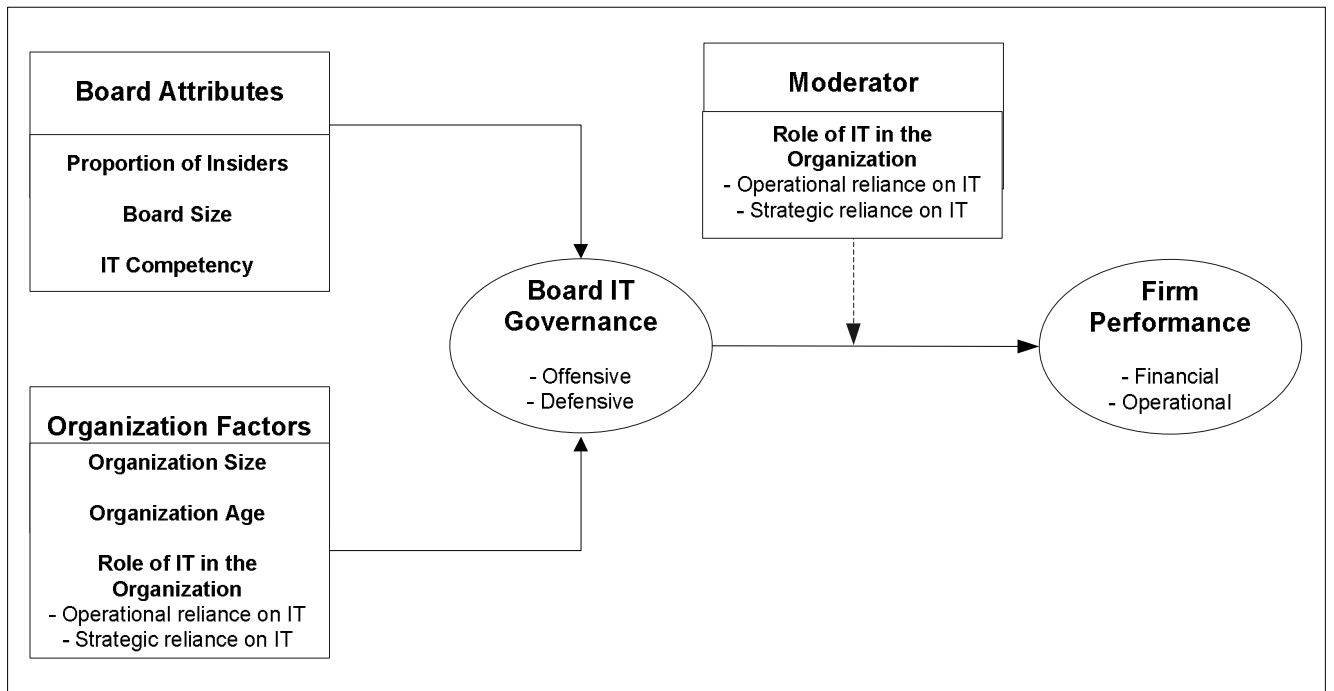 Board Attributes
Proportion of Insiders
Board Size
IT Competency
Organization Factors
Organization Size
Organization Age
Role of IT in the
Organization
- Operational reliance on IT
- Strategic reliance on IT
Board IT
Governance
- Offensive
- Defensive
Moderator
Role of IT in the
Organization
- Operational reliance on IT
- Strategic reliance on IT
Firm
Performance
- Financial
- Operational